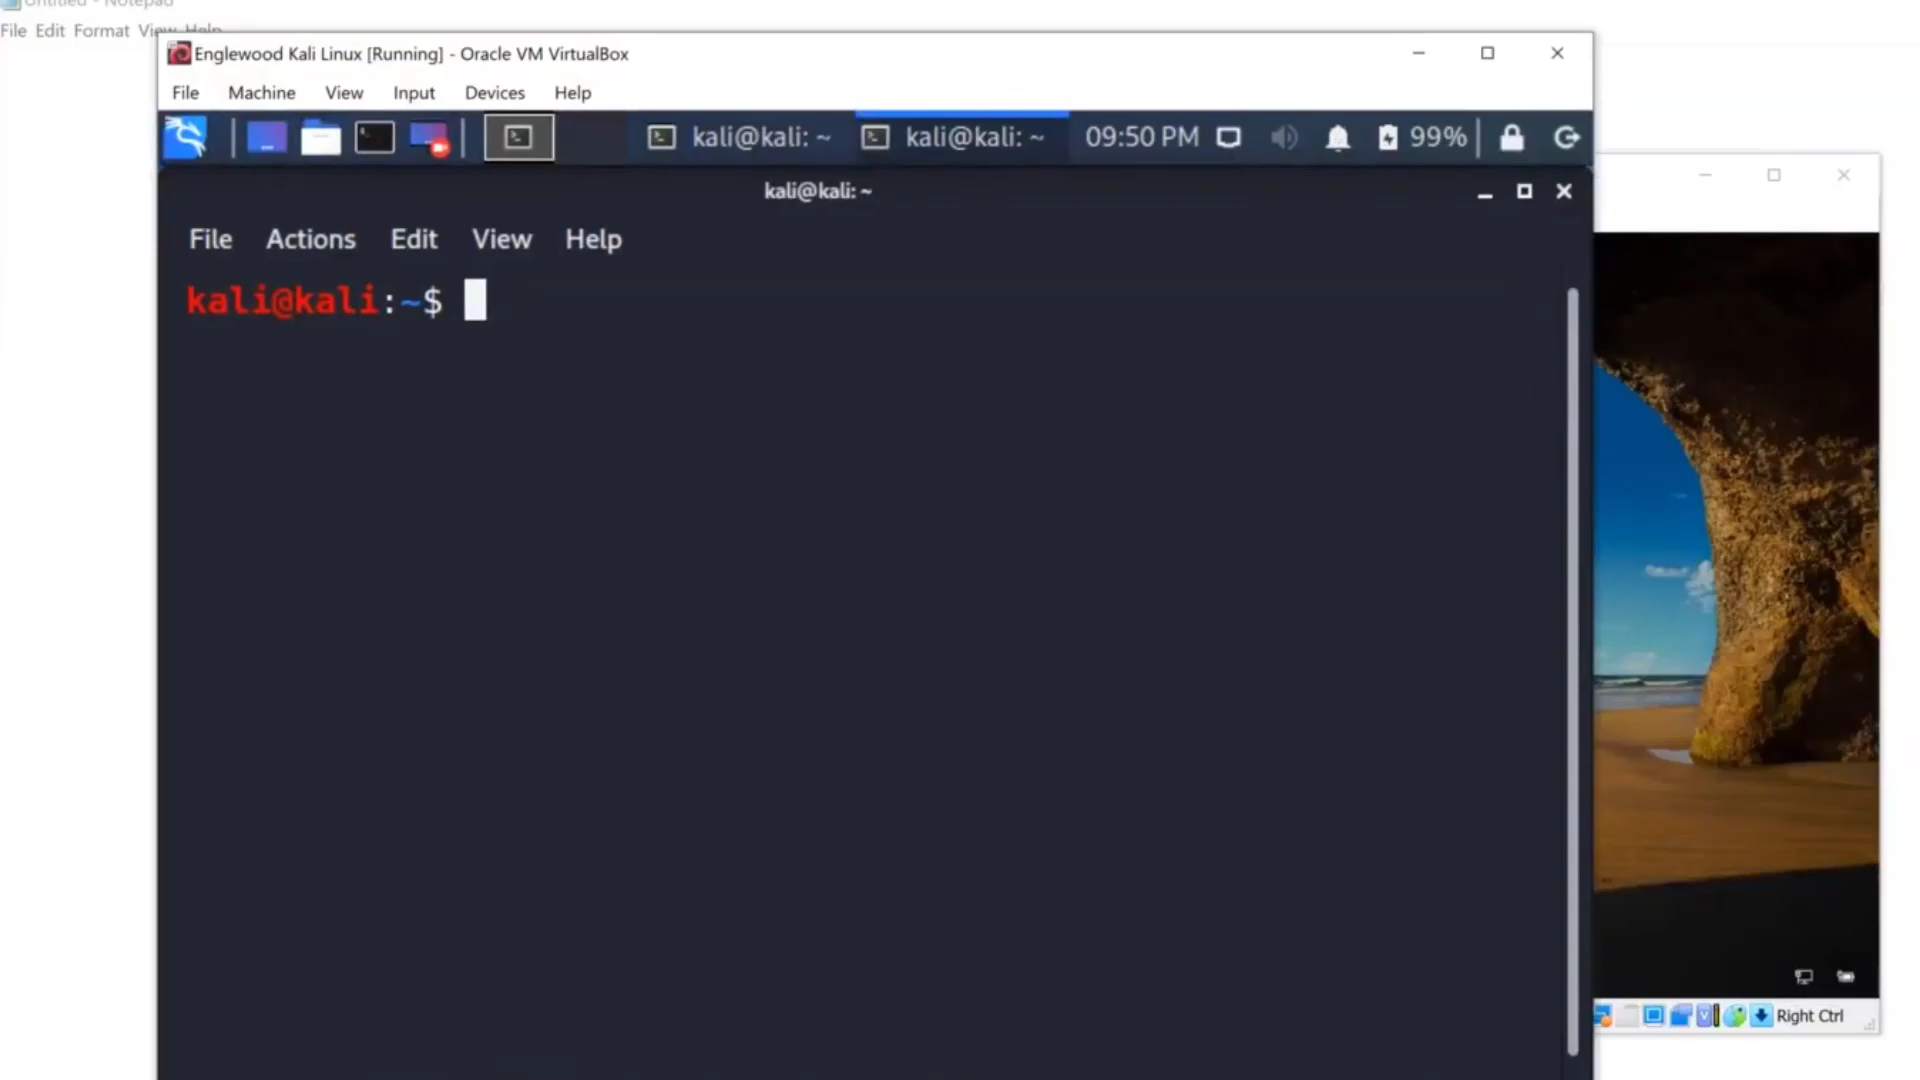 Untitled - Notepad
File Edit Format View Help
Englewood Kali Linux [Running] - Oracle VM VirtualBox
File Machine View Input Devices Help
kali@kali: ~ kali@kali: ~ 09:50 PM 99%
kali@kali: ~
File Actions Edit View Help
kali@kali:~$
Right Ctrl